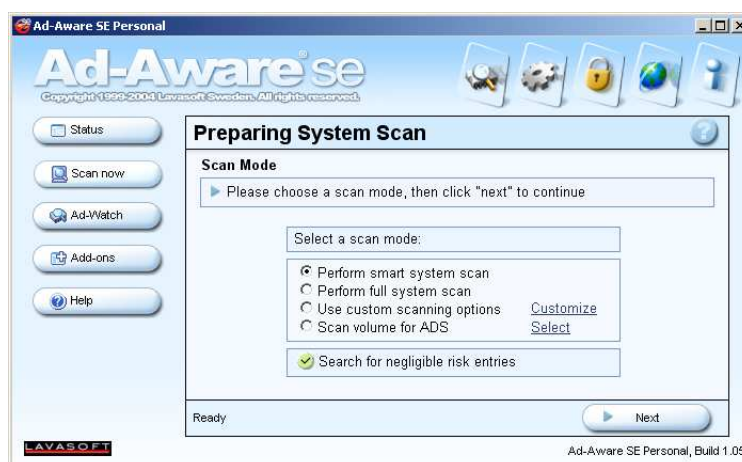 Ad-Aware SE Personal
Ad-Aware se
Copyright 1999-2004 Lavasoft Sweden. All rights reserved.
Status
Scan now
Ad-Watch
Add-ons
Help
Preparing System Scan
Scan Mode
Please choose a scan mode, then click "next" to continue
Select a scan mode:
Perform smart system scan
Perform full system scan
Use custom scanning options Customize
Scan volume for ADS Select
Search for negligible risk entries
Ready
Next
LAVASOFT
Ad-Aware SE Personal, Build 1.05